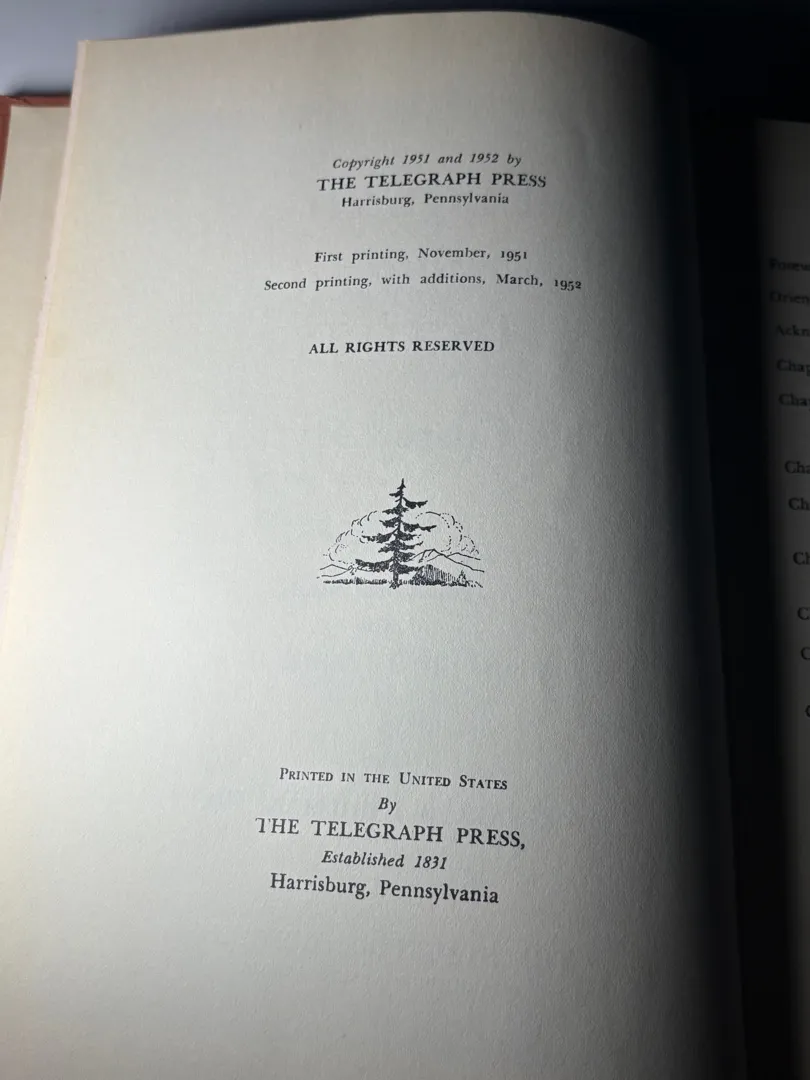 Copyright 1951 and 1952 by
THE TELEGRAPH PRESS
Harrisburg, Pennsylvania
First printing, November, 1951
Second printing, with additions, March, 1952
ALL RIGHTS RESERVED
PRINTED IN THE UNITED STATES
By
THE TELEGRAPH PRESS,
Established 1831
Harrisburg, Pennsylvania